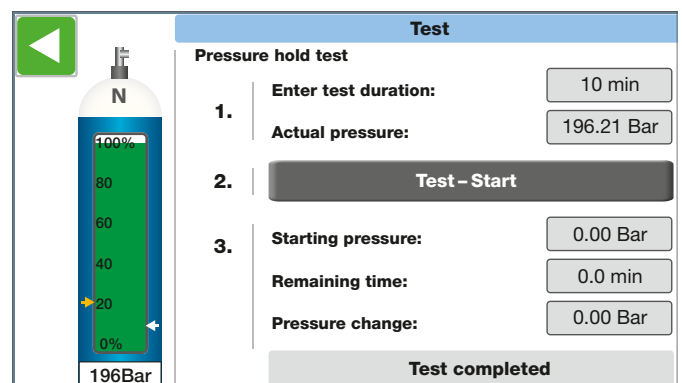 Test
Pressure hold test
N
1.
Enter test duration:
10 min
Actual pressure:
196.21 Bar
2.
Test – Start
3.
Starting pressure:
0.00 Bar
Remaining time:
0.0 min
Pressure change:
0.00 Bar
Test completed
100%
80
60
40
20
0%
196Bar